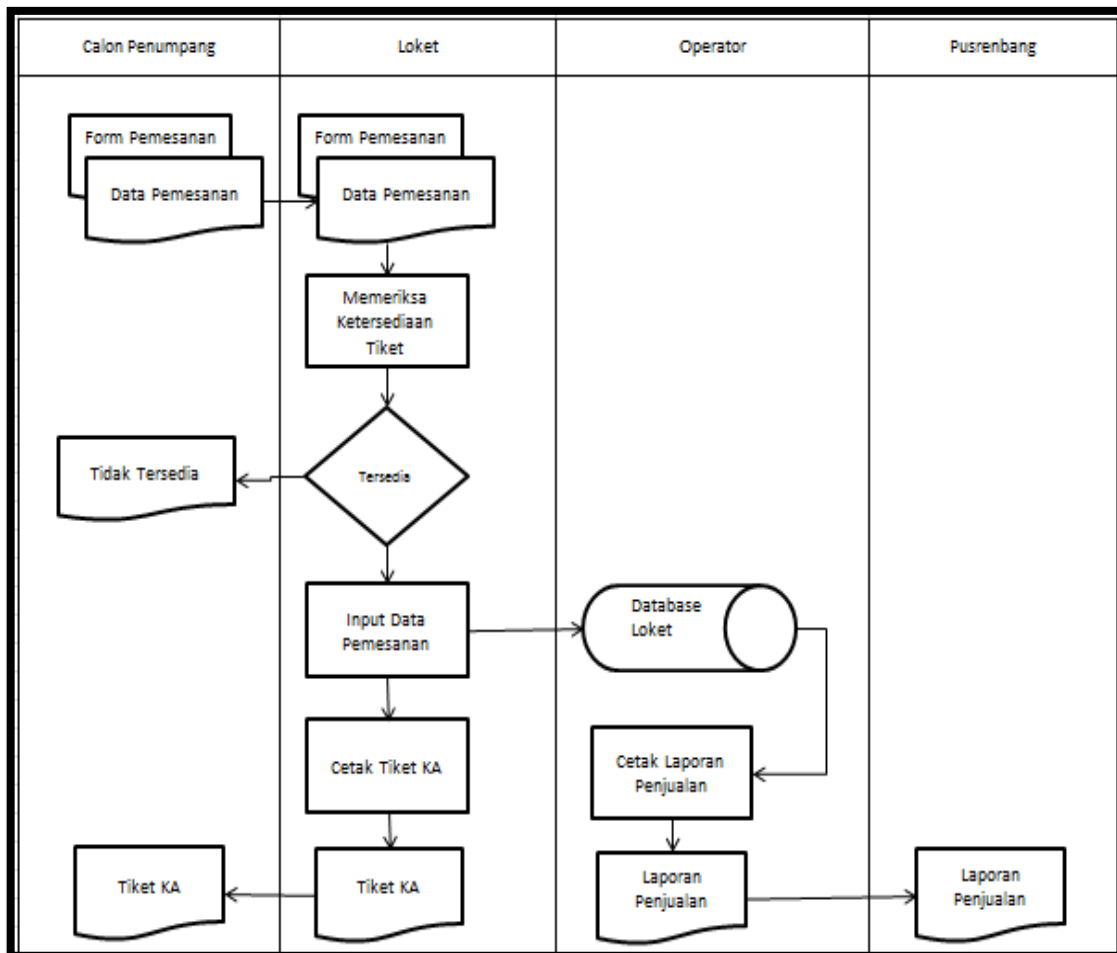 Calon Penumpang
Loket
Operator
Pusrenbang
Form Pemesanan
Data Pemesanan
Form Pemesanan
Data Pemesanan
Memeriksa
Ketersediaan
Tiket
Tidak Tersedia
Tersedia
Input Data
Pemesanan
Database
Loket
Cetak Tiket KA
Cetak Laporan
Penjualan
Tiket KA
Tiket KA
Laporan
Penjualan
Laporan
Penjualan